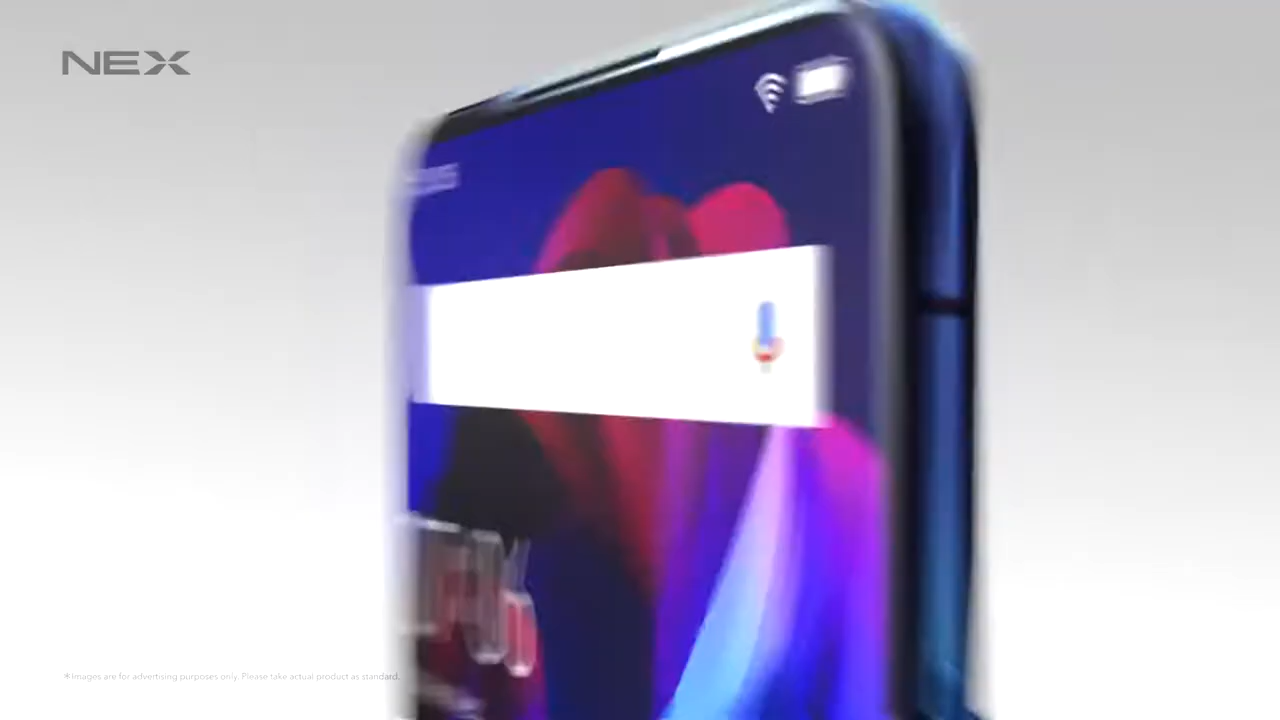 NEX
*Images are for advertising purposes only. Please take actual product as standard.